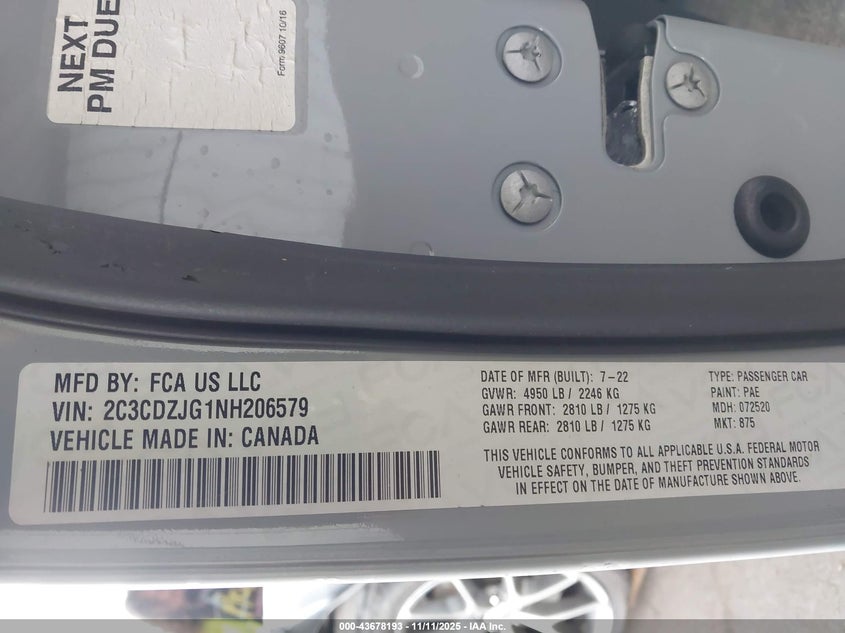 NEXT
PM DUE
Form 9607 10/16
MFD BY: FCA US LLC
VIN: 2C3CDZJG1NH206579
VEHICLE MADE IN: CANADA
DATE OF MFR (BUILT): 7-22
GVWR: 4950 LB / 2246 KG
GAWR FRONT: 2810 LB / 1275 KG
GAWR REAR: 2810 LB / 1275 KG
TYPE: PASSENGER CAR
PAINT: PAE
MDH: 072520
MKT: 875
THIS VEHICLE CONFORMS TO ALL APPLICABLE U.S.A. FEDERAL MOTOR
VEHICLE SAFETY, BUMPER, AND THEFT PREVENTION STANDARDS
IN EFFECT ON THE DATE OF MANUFACTURE SHOWN ABOVE.
000-43678193 - 11/11/2025 - IAA Inc.